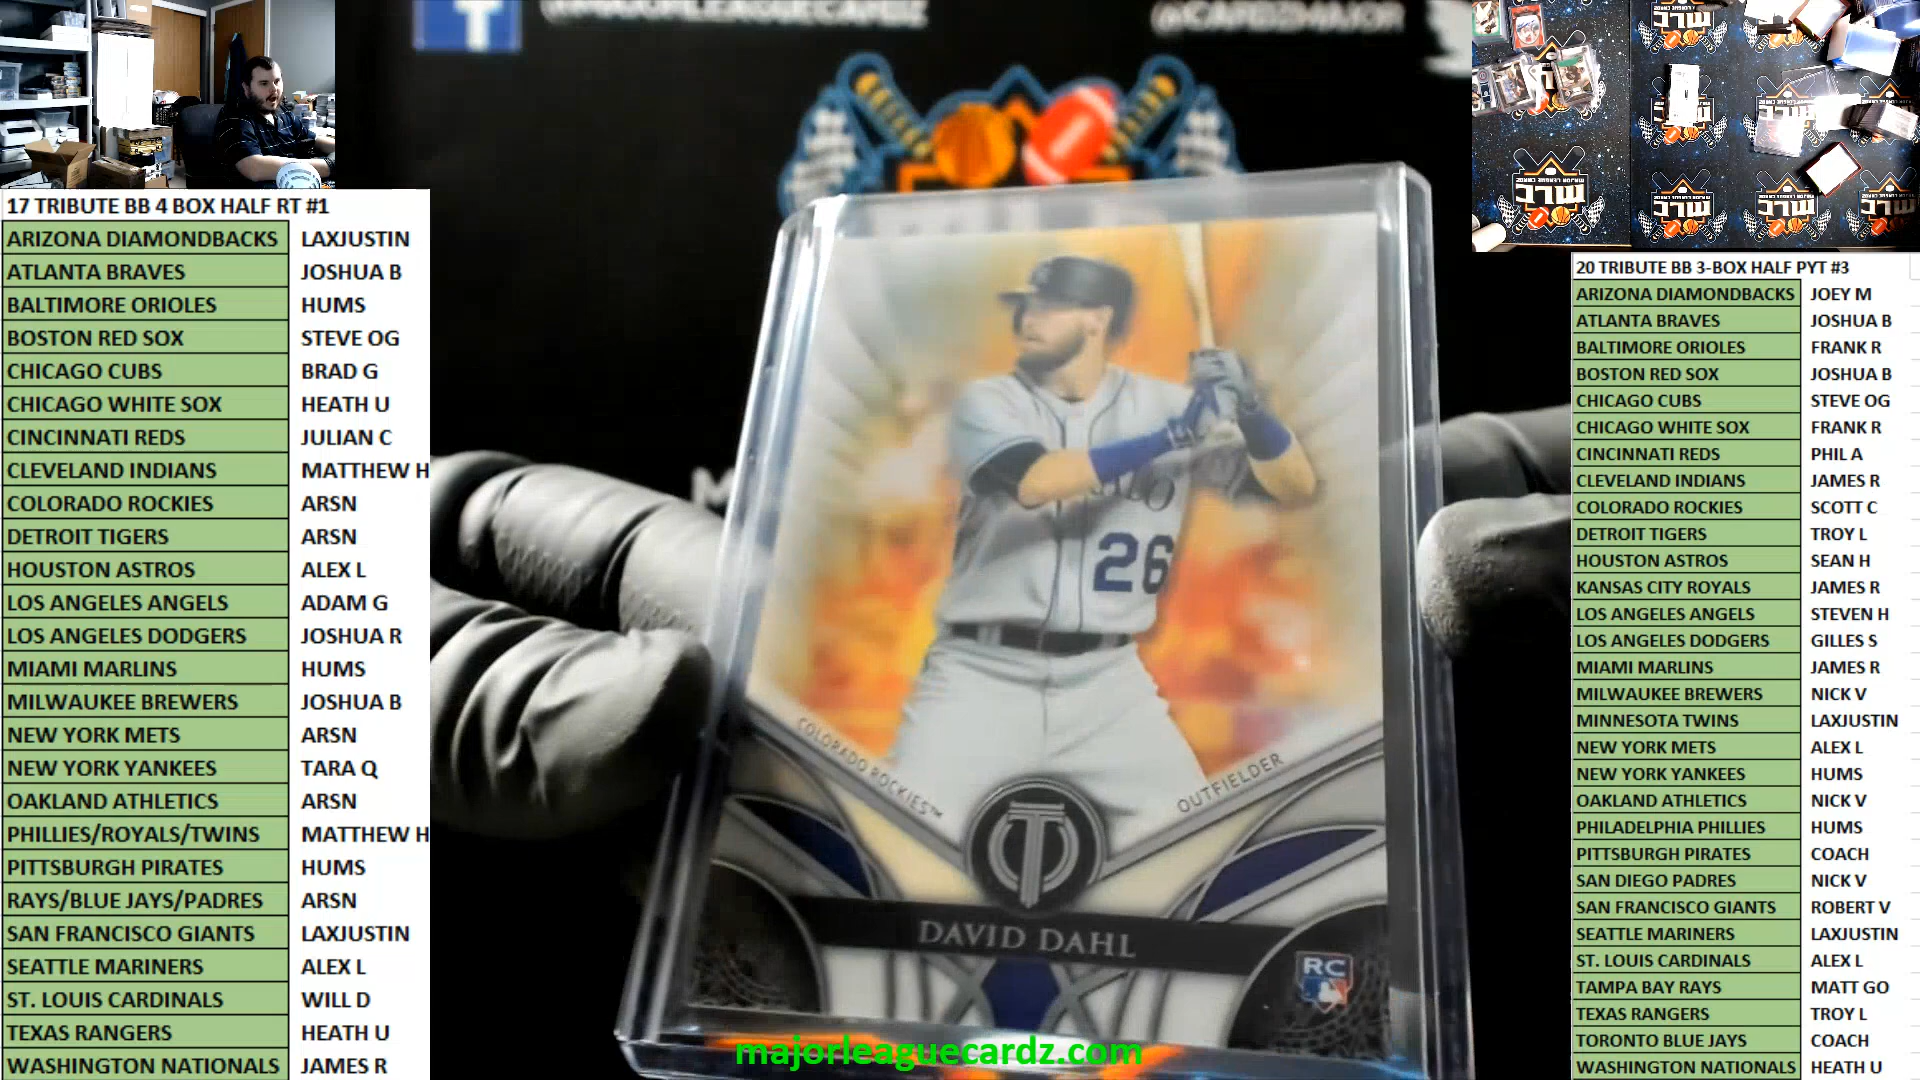 @CARDZMAJOR
17 TRIBUTE BB 4 BOX HALF RT #1
ARIZONA DIAMONDBACKS LAXJUSTIN
ATLANTA BRAVES JOSHUA B
BALTIMORE ORIOLES HUMS
BOSTON RED SOX STEVE OG
CHICAGO CUBS BRAD G
CHICAGO WHITE SOX HEATH U
CINCINNATI REDS JULIAN C
CLEVELAND INDIANS MATTHEW H
COLORADO ROCKIES ARSN
DETROIT TIGERS ARSN
HOUSTON ASTROS ALEX L
LOS ANGELES ANGELS ADAM G
LOS ANGELES DODGERS JOSHUA R
MIAMI MARLINS HUMS
MILWAUKEE BREWERS JOSHUA B
NEW YORK METS ARSN
NEW YORK YANKEES TARA Q
OAKLAND ATHLETICS ARSN
PHILLIES/ROYALS/TWINS MATTHEW H
PITTSBURGH PIRATES HUMS
RAYS/BLUE JAYS/PADRES ARSN
SAN FRANCISCO GIANTS LAXJUSTIN
SEATTLE MARINERS ALEX L
ST. LOUIS CARDINALS WILL D
TEXAS RANGERS HEATH U
WASHINGTON NATIONALS JAMES R
26
COLORADO ROCKIES™
OUTFIELDER
T
DAVID DAHL
RC
majorleaguecardz.com
MLC
20 TRIBUTE BB 3-BOX HALF PYT #3
ARIZONA DIAMONDBACKS JOEY M
ATLANTA BRAVES JOSHUA B
BALTIMORE ORIOLES FRANK R
BOSTON RED SOX JOSHUA B
CHICAGO CUBS STEVE OG
CHICAGO WHITE SOX FRANK R
CINCINNATI REDS PHIL A
CLEVELAND INDIANS JAMES R
COLORADO ROCKIES SCOTT C
DETROIT TIGERS TROY L
HOUSTON ASTROS SEAN H
KANSAS CITY ROYALS JAMES R
LOS ANGELES ANGELS STEVEN H
LOS ANGELES DODGERS GILLES S
MIAMI MARLINS JAMES R
MILWAUKEE BREWERS NICK V
MINNESOTA TWINS LAXJUSTIN
NEW YORK METS ALEX L
NEW YORK YANKEES HUMS
OAKLAND ATHLETICS NICK V
PHILADELPHIA PHILLIES HUMS
PITTSBURGH PIRATES COACH
SAN DIEGO PADRES NICK V
SAN FRANCISCO GIANTS ROBERT V
SEATTLE MARINERS LAXJUSTIN
ST. LOUIS CARDINALS ALEX L
TAMPA BAY RAYS MATT GO
TEXAS RANGERS TROY L
TORONTO BLUE JAYS COACH
WASHINGTON NATIONALS HEATH U